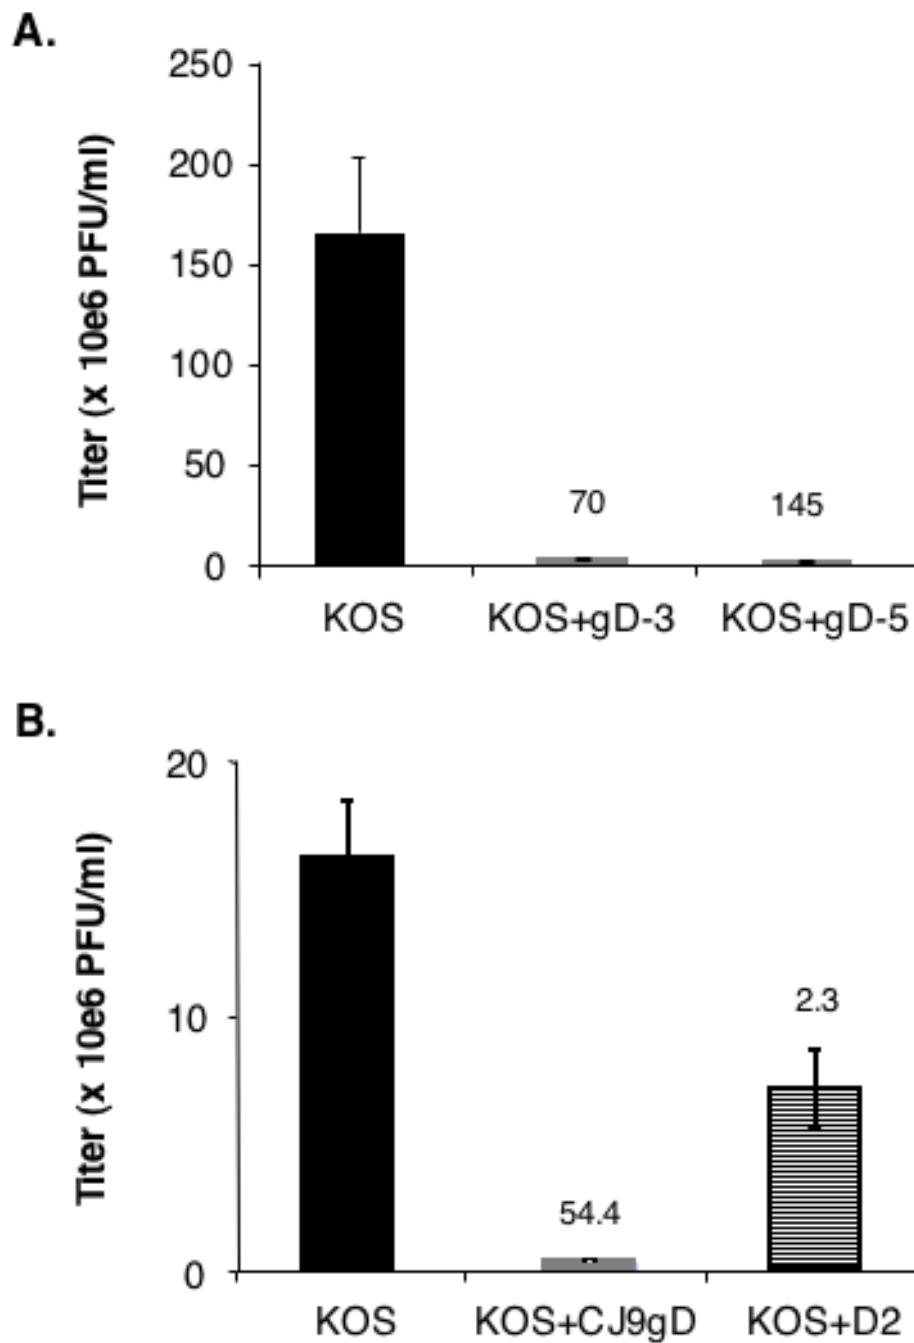 A.
Titer (x 10e6 PFU/ml)
250
200
150
100
50
0
70
145
KOS
KOS+gD-3
KOS+gD-5
B.
Titer (x 10e6 PFU/ml)
20
10
0
54.4
2.3
KOS
KOS+CJ9gD
KOS+D2